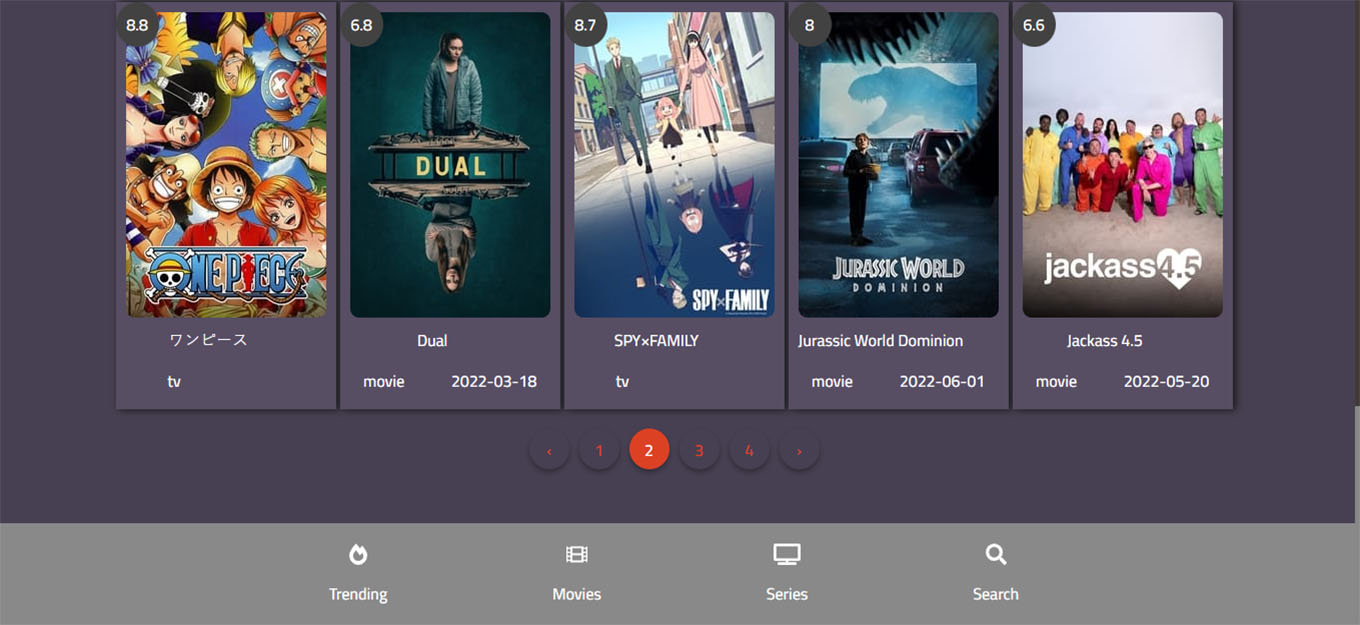 8.8
6.8
8.7
8
6.6
ONE PIECE
DUAL
SPY×FAMILY
JURASSIC WORLD
DOMINION
jackass 4.5
ワンピース
Dual
SPY×FAMILY
Jurassic World Dominion
Jackass 4.5
tv
movie 2022-03-18
tv
movie 2022-06-01
movie 2022-05-20
‹ 1 2 3 4 ›
Trending
Movies
Series
Search